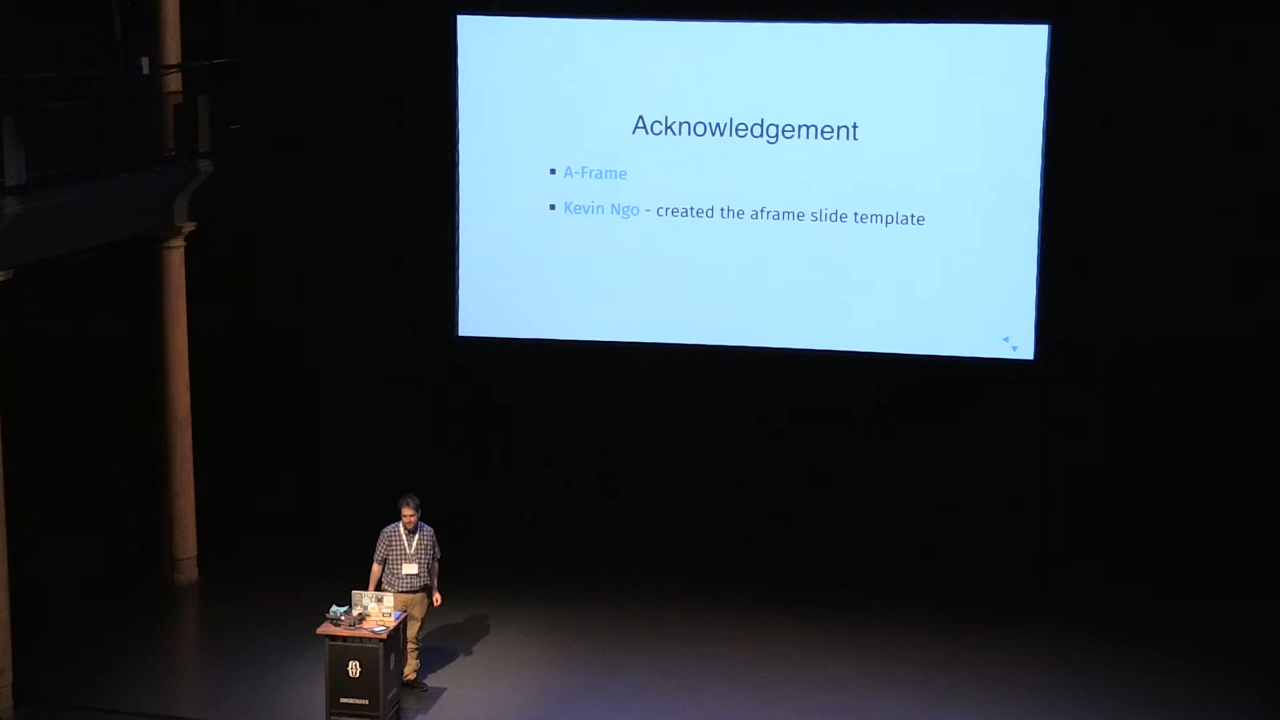 Acknowledgement
A-Frame
Kevin Ngo - created the aframe slide template